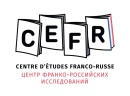 CEFR
CENTRE D'ÉTUDES FRANCO-RUSSE
ЦЕНТР ФРАНКО-РОССИЙСКИХ
ИССЛЕДОВАНИЙ